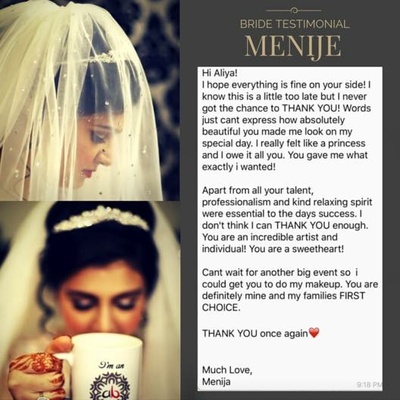 BRIDE TESTIMONIAL
MENIJE
Hi Aliya!
I hope everything is fine on your side! I
know this is a little too late but I never
got the chance to THANK YOU! Words
just cant express how absolutely
beautiful you made me look on my
special day. I really felt like a princess
and I owe it all you. You gave me what
exactly i wanted!
Apart from all your talent,
professionalism and kind relaxing spirit
were essential to the days success. I
don't think I can THANK YOU enough.
You are an incredible artist and
individual! You are a sweetheart!
Cant wait for another big event so i
could get you to do my makeup. You are
definitely mine and my families FIRST
CHOICE.
THANK YOU once again❤️
Much Love,
Menija
9:18 PM
I'm an
ab